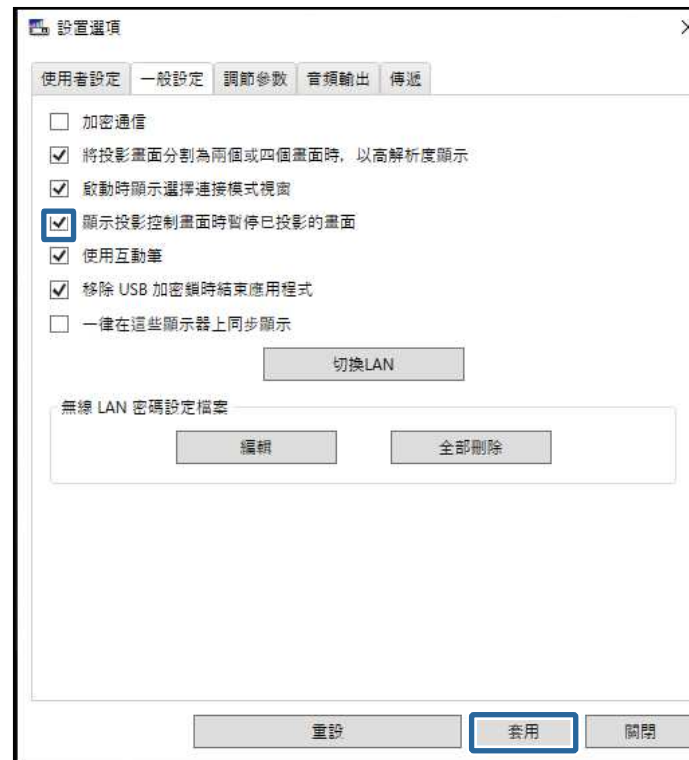 設置選項
使用者設定 一般設定 調節參數 音頻輸出 傳遞
加密通信
將投影畫面分割為兩個或四個畫面時，以高解析度顯示
啟動時顯示選擇連接模式視窗
顯示投影控制畫面時暫停已投影的畫面
使用互動筆
移除 USB 加密鎖時結束應用程式
一律在這些顯示器上同步顯示
切換LAN
無線 LAN 密碼設定檔案
編輯 全部刪除
重設 套用 關閉